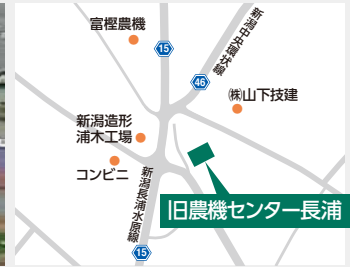 富樫農機
15
新潟中央環状線
46
㈱山下技建
新潟造形
浦木工場
コンビニ
新潟長浦水原線
旧農機センター長浦
15